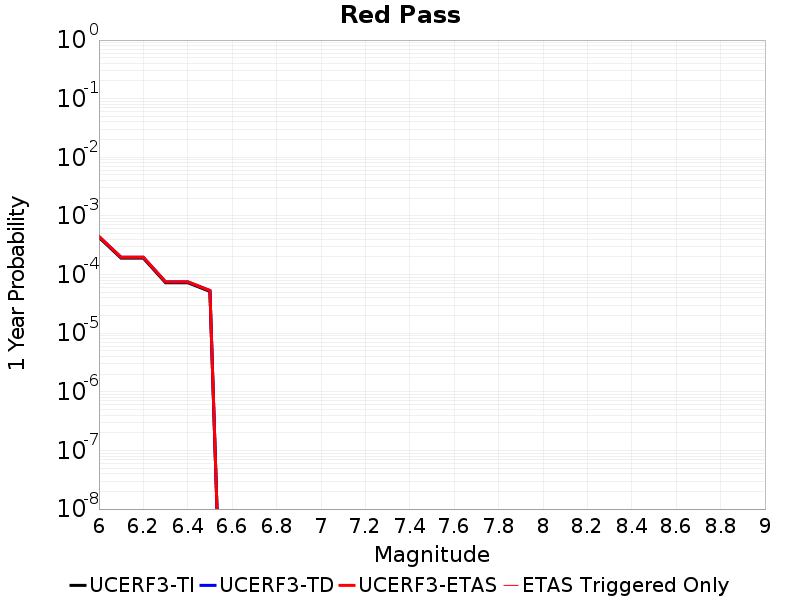 Red Pass
10^0
10^-1
10^-2
10^-3
10^-4
10^-5
10^-6
10^-7
10^-8
1 Year Probability
6 6.2 6.4 6.6 6.8 7 7.2 7.4 7.6 7.8 8 8.2 8.4 8.6 8.8 9
Magnitude
UCERF3-TI UCERF3-TD UCERF3-ETAS ETAS Triggered Only